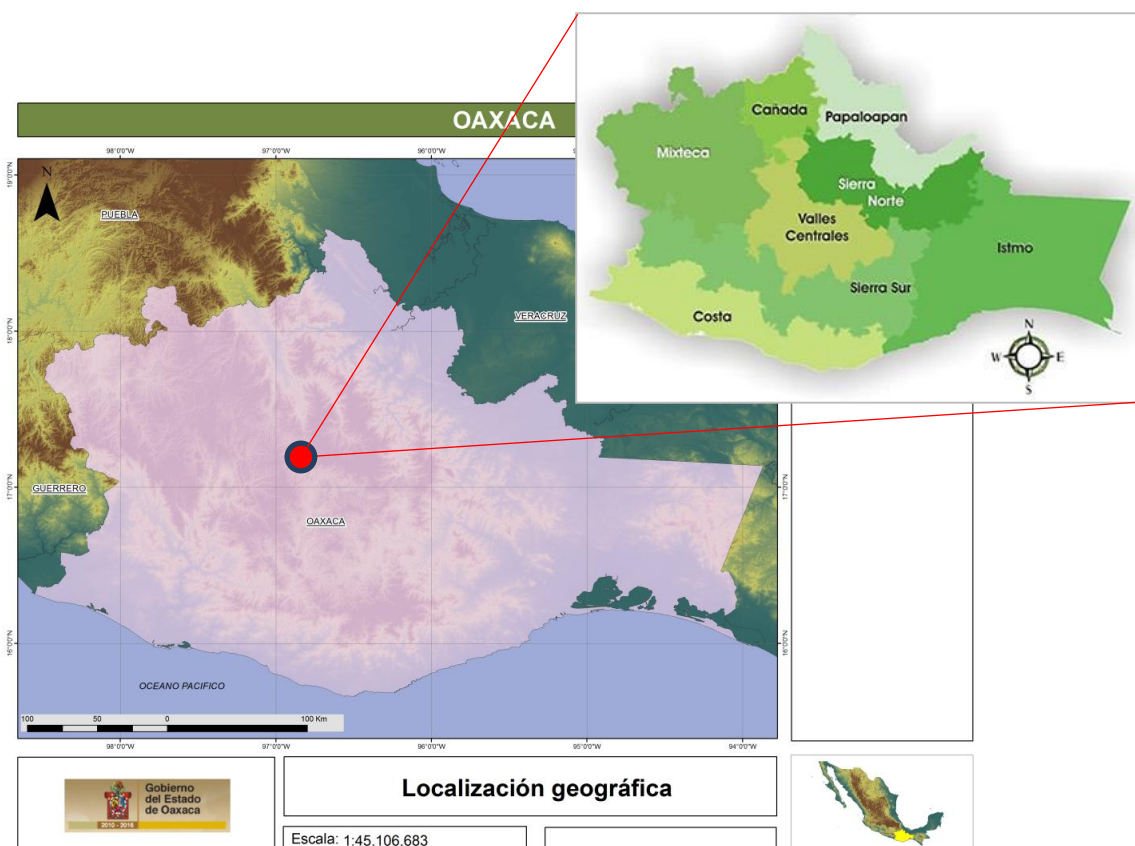 OAXACA
Cañada
Papaloapan
Mixteca
Sierra
Norte
Valles
Centrales
Istmo
Sierra Sur
Costa
N
W
E
S
98°0'0"W
97°0'0"W
96°0'0"W
19°0'0"N
N
PUEBLA
VERACRUZ
18°0'0"N
GUERRERO
17°0'0"N
17°0'0"N
OAXACA
16°0'0"N
16°0'0"N
OCEANO PACIFICO
100 50 0 100 Km
98°0'0"W
97°0'0"W
96°0'0"W
95°0'0"W
94°0'0"W
Gobierno
del Estado
de Oaxaca
2010 - 2016
Localización geográfica
Escala: 1:45.106.683